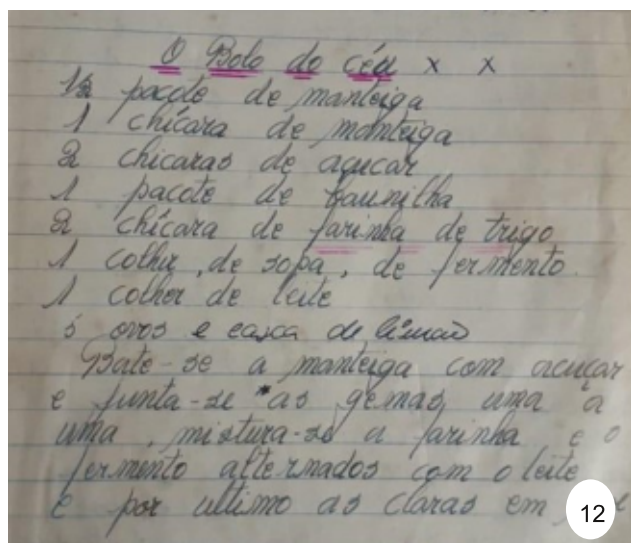 O Bolo do céu x x
1/2 pacote de manteiga
1 chícara de manteiga
2 chicaras de açucar
1 pacote de baunilha
2 chícara de farinha de trigo
1 colher, de sopa, de fermento.
1 colher de leite
5 ovos e casca de limão
Bate-se a manteiga com acuçar
e junta-se as gemas uma a
uma, mistura-se a farinha e o
fermento alternados com o leite
e por ultimo as claras em
12